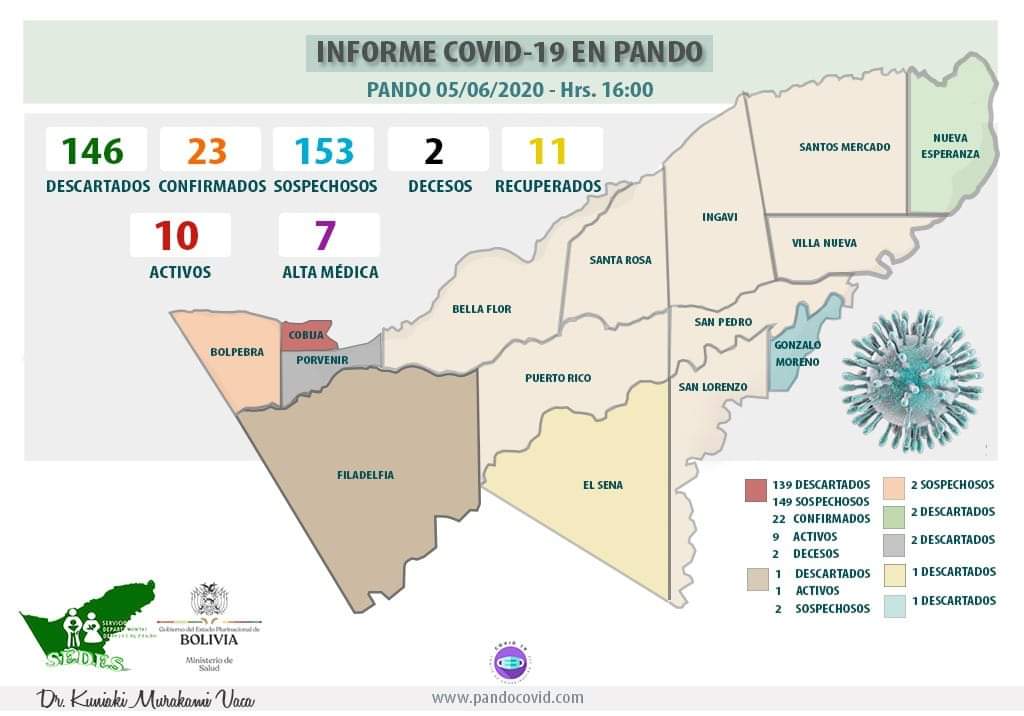 INFORME COVID-19 EN PANDO
PANDO 05/06/2020 - Hrs. 16:00
146
DESCARTADOS
23
CONFIRMADOS
153
SOSPECHOSOS
2
DECESOS
11
RECUPERADOS
10
ACTIVOS
7
ALTA MÉDICA
NUEVA
ESPERANZA
SANTOS MERCADO
INGAVI
VILLA NUEVA
SANTA ROSA
BELLA FLOR
SAN PEDRO
GONZALO
MORENO
COBIJA
BOLPEBRA
PORVENIR
PUERTO RICO
SAN LORENZO
FILADELFIA
EL SENA
139 DESCARTADOS
149 SOSPECHOSOS
22 CONFIRMADOS
9 ACTIVOS
2 DECESOS
1 DESCARTADOS
1 ACTIVOS
2 SOSPECHOSOS
2 SOSPECHOSOS
2 DESCARTADOS
2 DESCARTADOS
1 DESCARTADOS
1 DESCARTADOS
SERVICIO
SEDES
Gobierno del Estado Plurinacional de
BOLIVIA
Ministerio de
Salud
COVID 19
Dr. Kuniaki Murakami Vaca
www.pandocovid.com